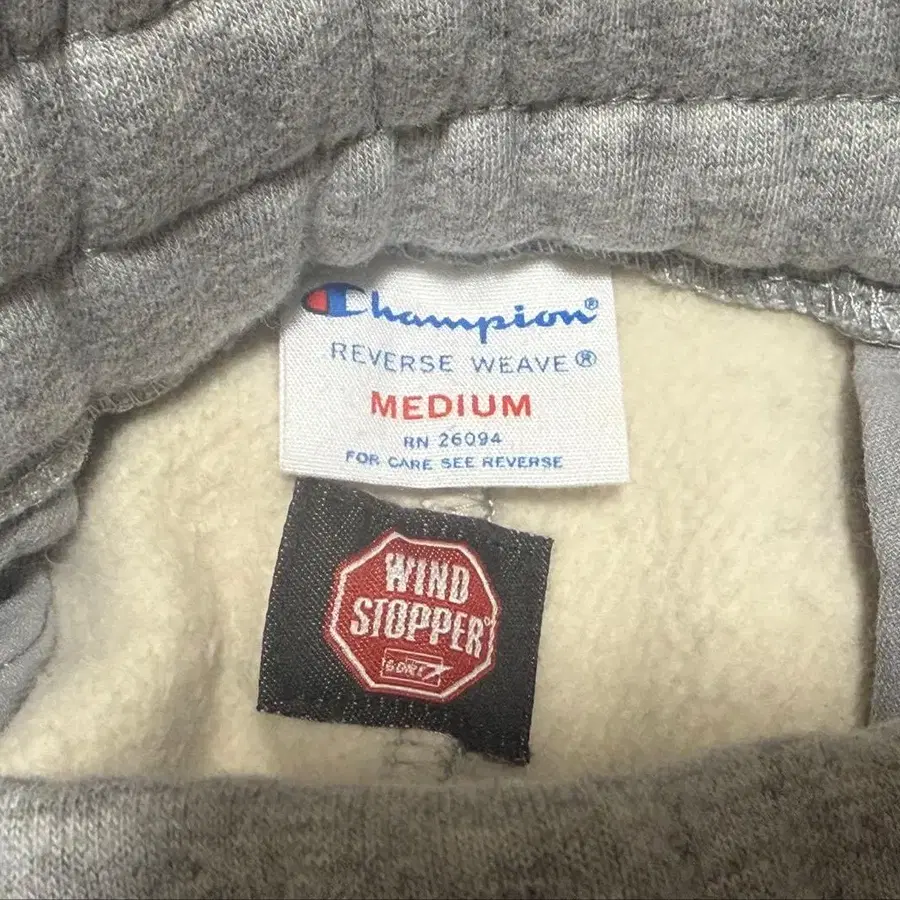 Champion®
REVERSE WEAVE®
MEDIUM
RN 26094
FOR CARE SEE REVERSE
WIND
STOPPER®
GORE